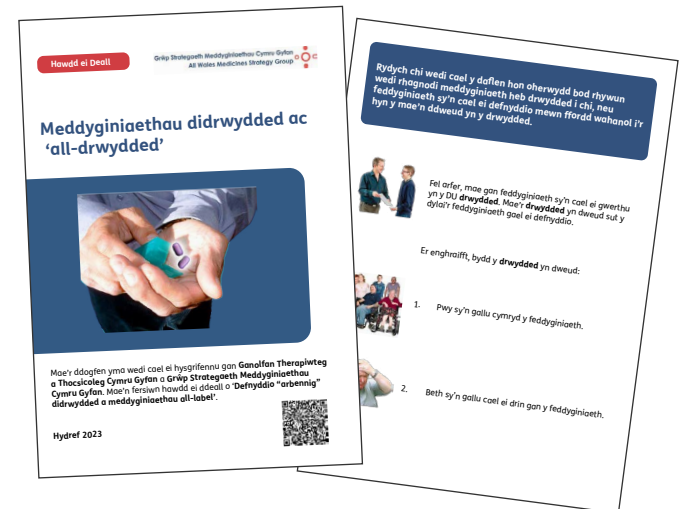 Hawdd ei Deall
Grŵp Strategaeth Meddyginiaethau Cymru Gyfan
All Wales Medicines Strategy Group
Meddyginiaethau didrwydded ac
‘all-drwydded’
Mae'r ddogfen yma wedi cael ei hysgrifennu gan Ganolfan Therapiwteg
a Thocsicoleg Cymru Gyfan a Grŵp Strategaeth Meddyginiaethau
Cymru Gyfan. Mae'n fersiwn hawdd ei ddeall o ‘Defnyddio “arbennig”
didrwydded a meddyginiaethau all-label’.
Hydref 2023
Rydych chi wedi cael y daflen hon oherwydd bod rhywun
wedi rhagnodi meddyginiaeth heb drwydded i chi, neu
feddyginiaeth sy'n cael ei defnyddio mewn ffordd wahanol i'r
hyn y mae'n ddweud yn y drwydded.
Fel arfer, mae gan feddyginiaeth sy'n cael ei gwerthu
yn y DU drwydded. Mae'r drwydded yn dweud sut y
dylai'r feddyginiaeth gael ei defnyddio.
Er enghraifft, bydd y drwydded yn dweud:
1. Pwy sy'n gallu cymryd y feddyginiaeth.
2. Beth sy'n gallu cael ei drin gan y feddyginiaeth.